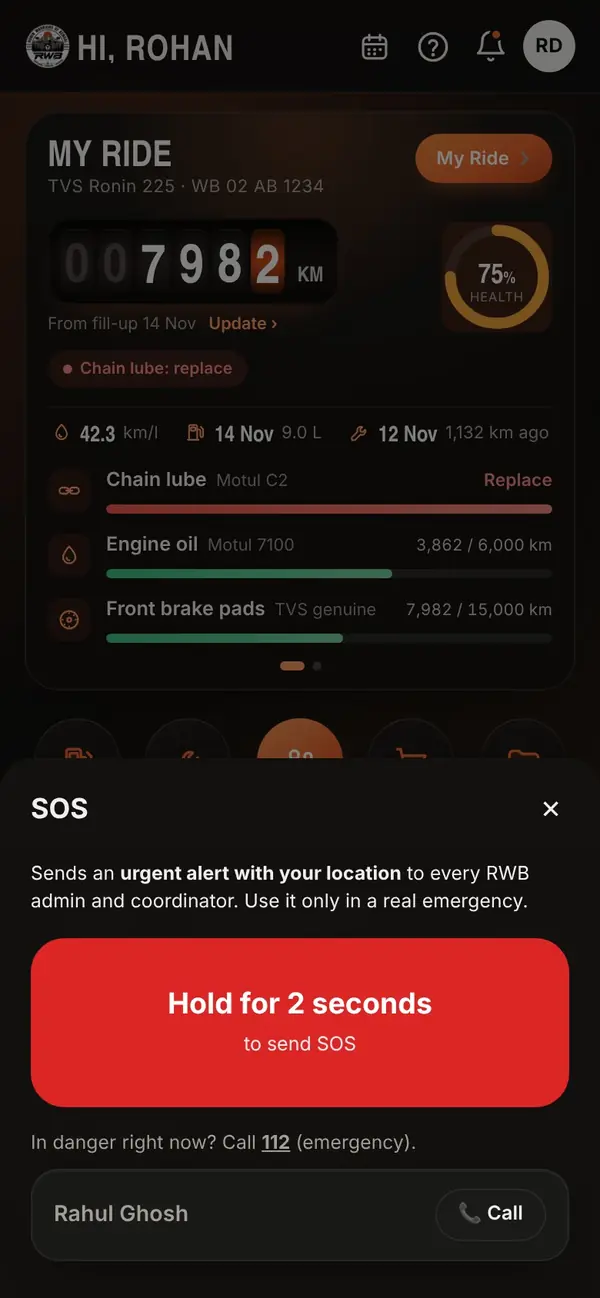 HI, ROHAN
RD
MY RIDE
TVS Ronin 225 · WB 02 AB 1234
My Ride ›
007982 KM
75%
HEALTH
From fill-up 14 Nov Update ›
Chain lube: replace
42.3 km/l 14 Nov 9.0 L 12 Nov 1,132 km ago
Chain lube Motul C2 Replace
Engine oil Motul 7100 3,862 / 6,000 km
Front brake pads TVS genuine 7,982 / 15,000 km
SOS
Sends an urgent alert with your location to every RWB
admin and coordinator. Use it only in a real emergency.
Hold for 2 seconds
to send SOS
In danger right now? Call 112 (emergency).
Rahul Ghosh Call